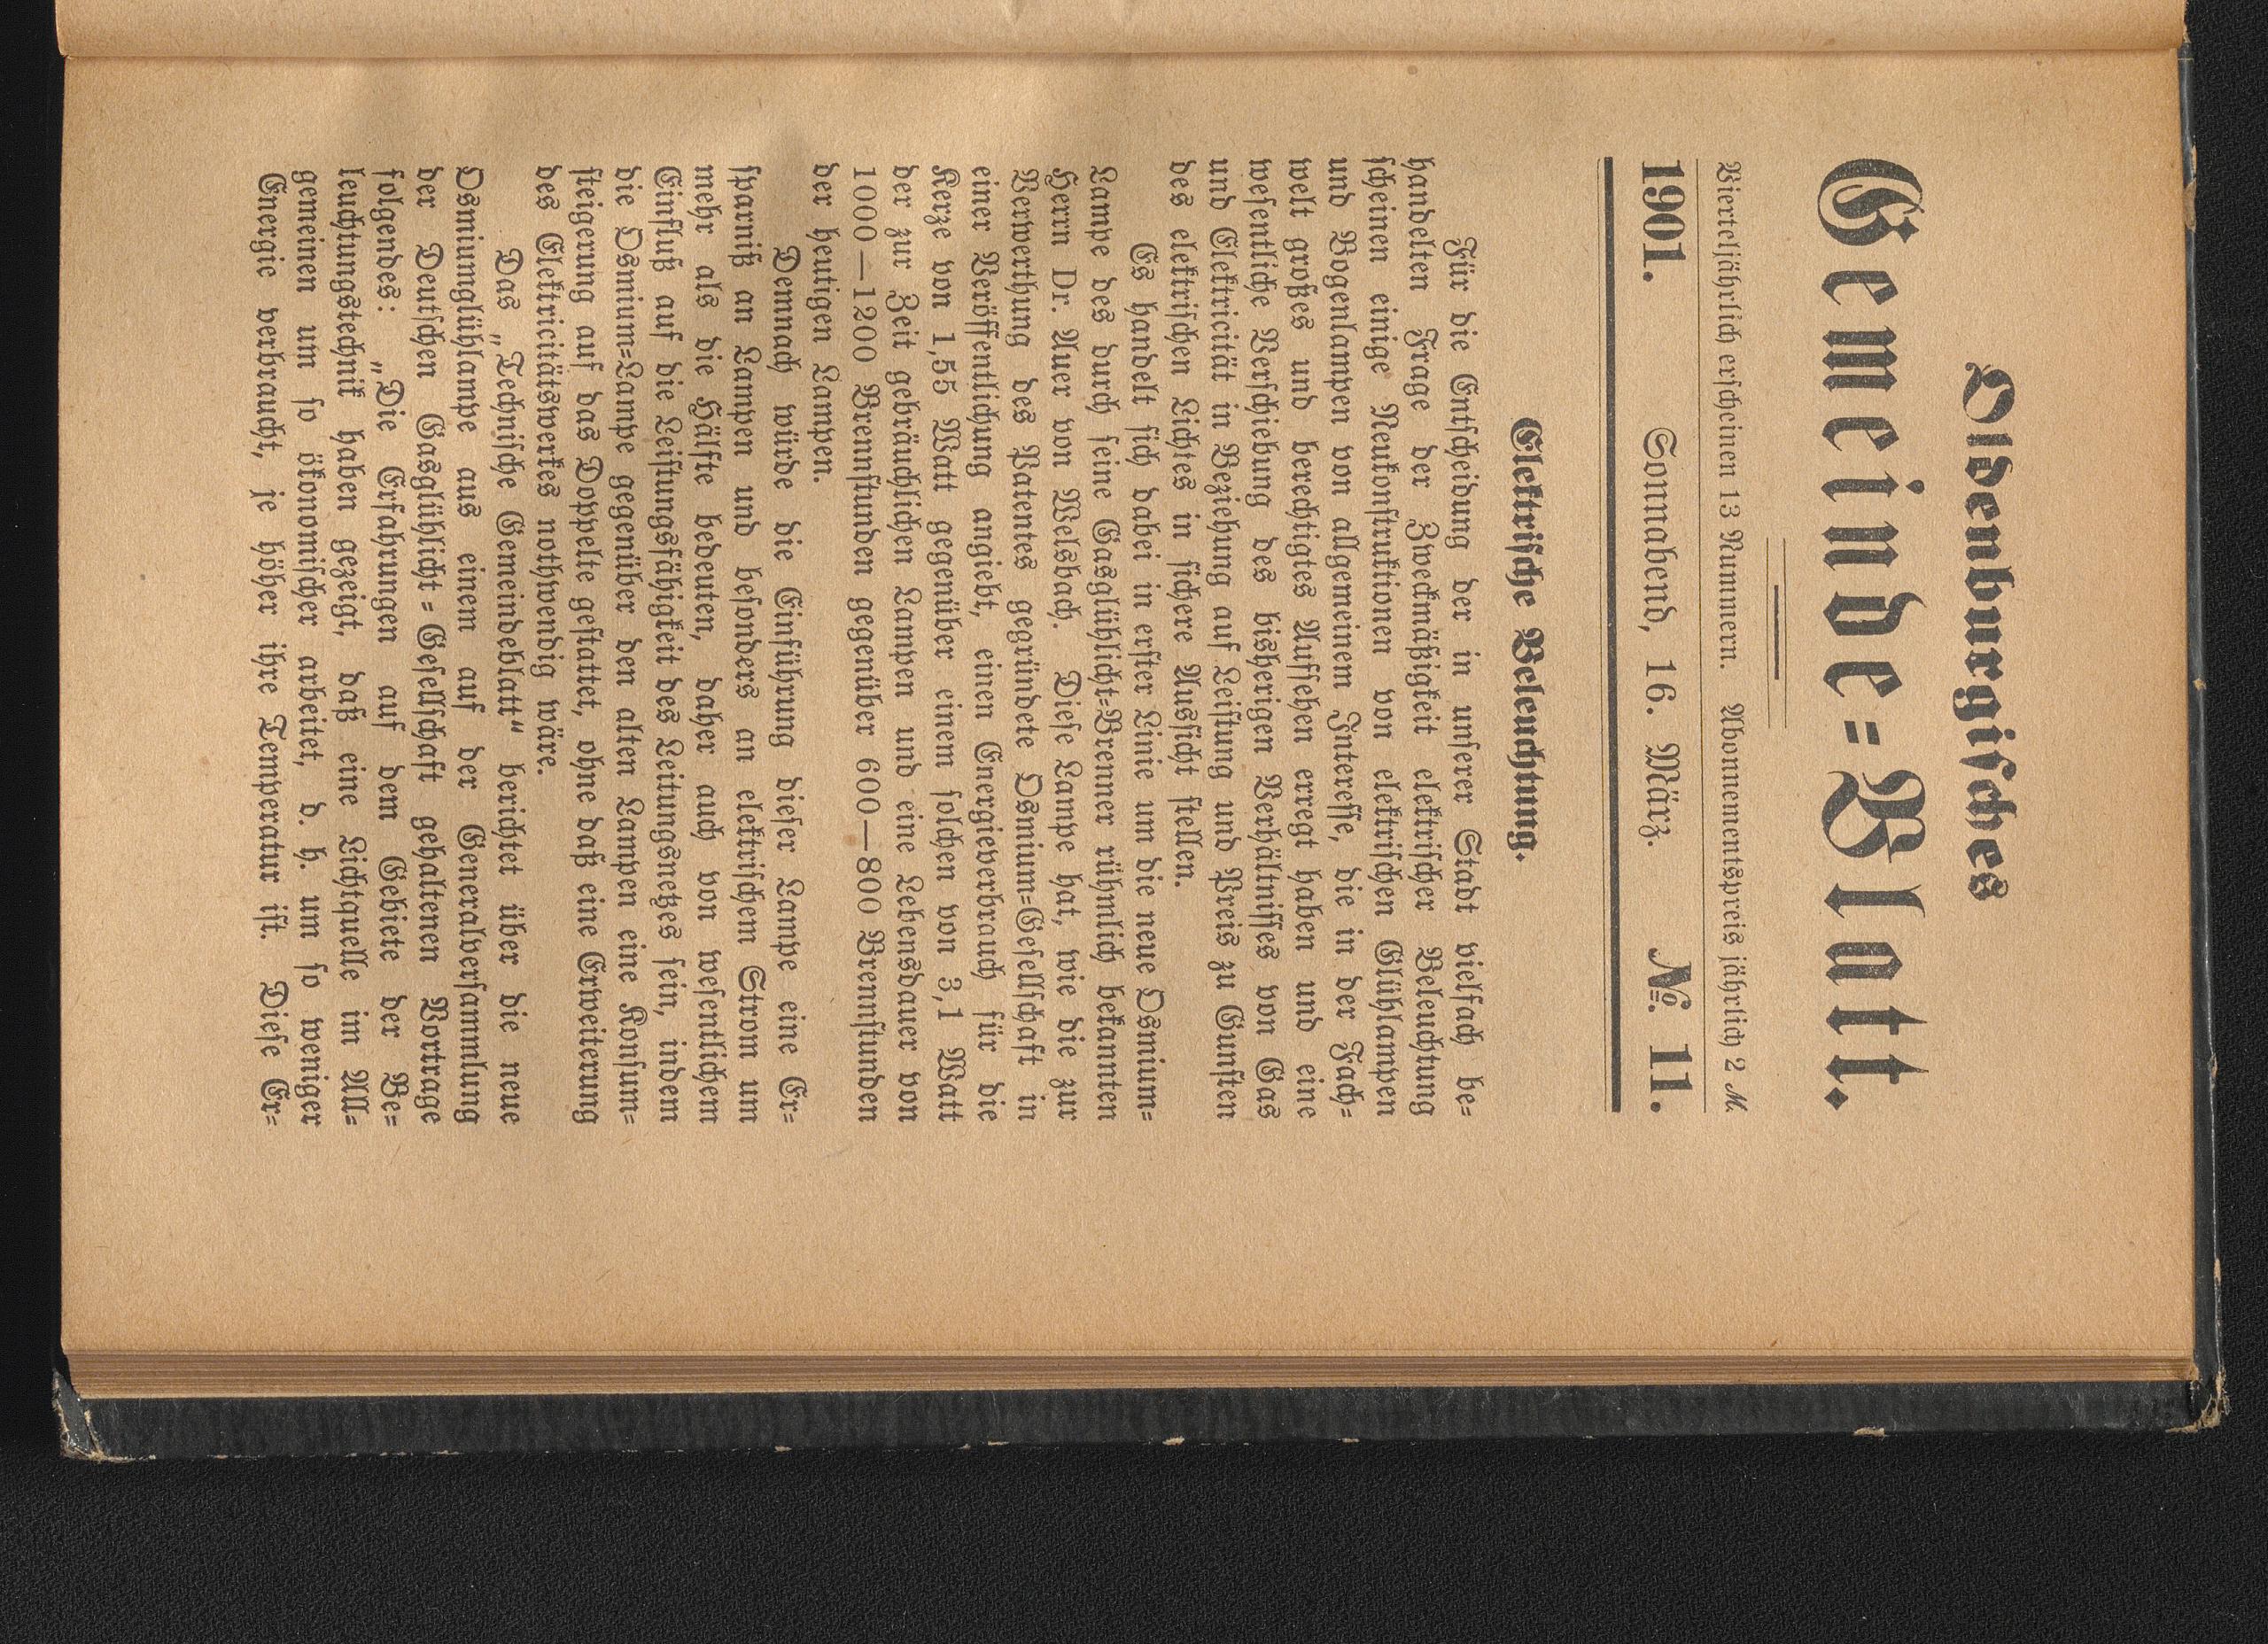 Oldenburgisches
Gemeinde=Blatt.
Vierteljährlich erscheinen 13 Nummern. Abonnementspreis jährlich 2 ℳ.
1901. Sonnabend, 16. März. №. 11.
Elektrische Beleuchtung.
Für die Entscheidung der in unserer Stadt vielfach be=
handelten Frage der Zweckmäßigkeit elektrischer Beleuchtung
scheinen einige Neukonstruktionen von elektrischen Glühlampen
und Bogenlampen von allgemeinem Interesse, die in der Fach=
welt großes und berechtigtes Aufsehen erregt haben und eine
wesentliche Verschiebung des bisherigen Verhältnisses von Gas
und Elektricität in Beziehung auf Leistung und Preis zu Gunsten
des elektrischen Lichtes in sichere Aussicht stellen.
Es handelt sich dabei in erster Linie um die neue Osmium=
Lampe des durch seine Gasglühlicht=Brenner rühmlich bekannten
Herrn Dr. Auer von Welsbach. Diese Lampe hat, wie die zur
Verwerthung des Patentes gegründete Osmium=Gesellschaft in
einer Veröffentlichung angiebt, einen Energieverbrauch für die
Kerze von 1,55 Watt gegenüber einem solchen von 3,1 Watt
der zur Zeit gebräuchlichen Lampen und eine Lebensdauer von
1000—1200 Brennstunden gegenüber 600—800 Brennstunden
der heutigen Lampen.
Demnach würde die Einführung dieser Lampe eine Er=
sparniß an Lampen und besonders an elektrischem Strom um
mehr als die Hälfte bedeuten, daher auch von wesentlichem
Einfluß auf die Leistungsfähigkeit des Leitungsnetzes sein, indem
die Osmium=Lampe gegenüber den alten Lampen eine Konsum=
steigerung auf das Doppelte gestattet, ohne daß eine Erweiterung
des Elektricitätswerkes nothwendig wäre.
Das „Technische Gemeindeblatt“ berichtet über die neue
Osmiumglühlampe aus einem auf der Generalversammlung
der Deutschen Gasglühlicht=Gesellschaft gehaltenen Vortrage
folgendes: „Die Erfahrungen auf dem Gebiete der Be=
leuchtungstechnik haben gezeigt, daß eine Lichtquelle im All=
gemeinen um so ökonomischer arbeitet, d. h. um so weniger
Energie verbraucht, je höher ihre Temperatur ist. Diese Er=